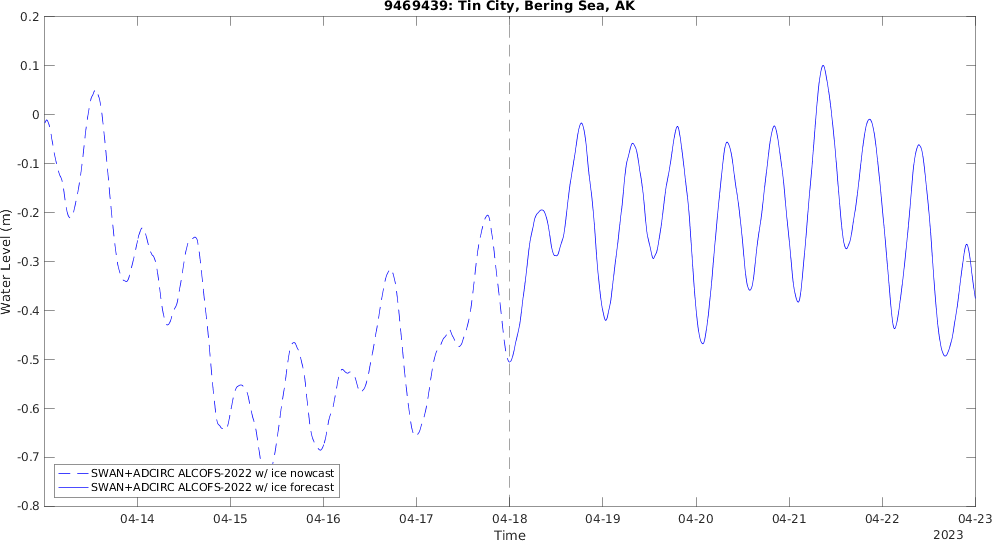 9469439: Tin City, Bering Sea, AK
0.2
0.1
0
-0.1
-0.2
-0.3
-0.4
-0.5
-0.6
-0.7
-0.8
Water Level (m)
SWAN+ADCIRC ALCOFS-2022 w/ ice nowcast
SWAN+ADCIRC ALCOFS-2022 w/ ice forecast
04-14 04-15 04-16 04-17 04-18 04-19 04-20 04-21 04-22 04-23
Time
2023